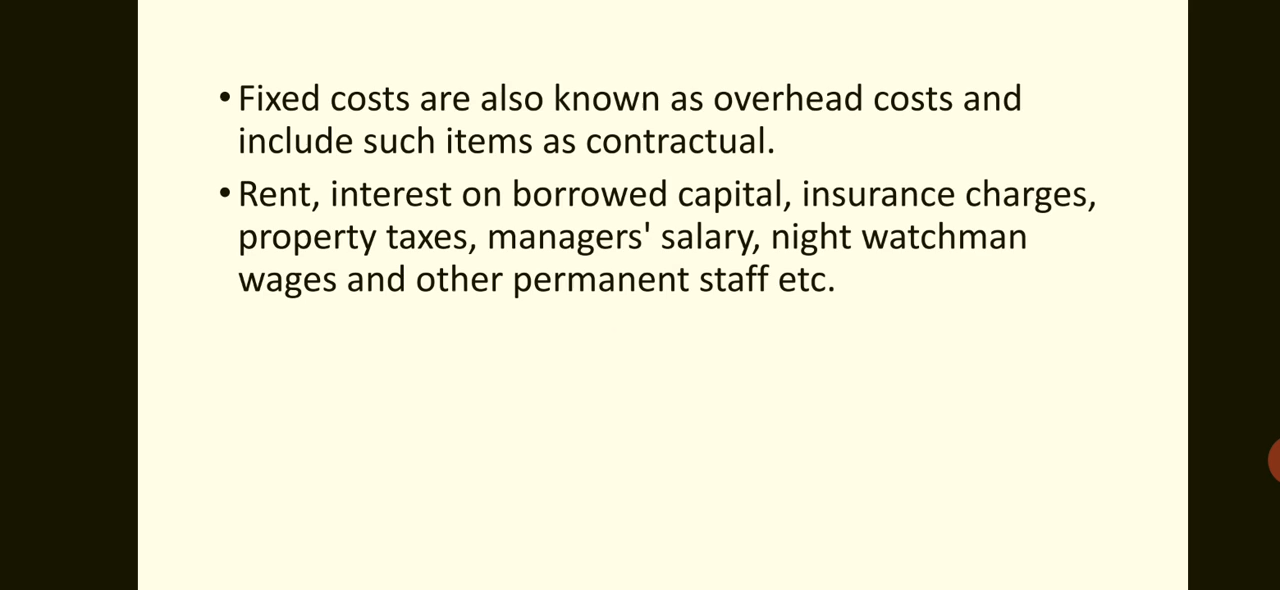 • Fixed costs are also known as overhead costs and
include such items as contractual.
• Rent, interest on borrowed capital, insurance charges,
property taxes, managers' salary, night watchman
wages and other permanent staff etc.